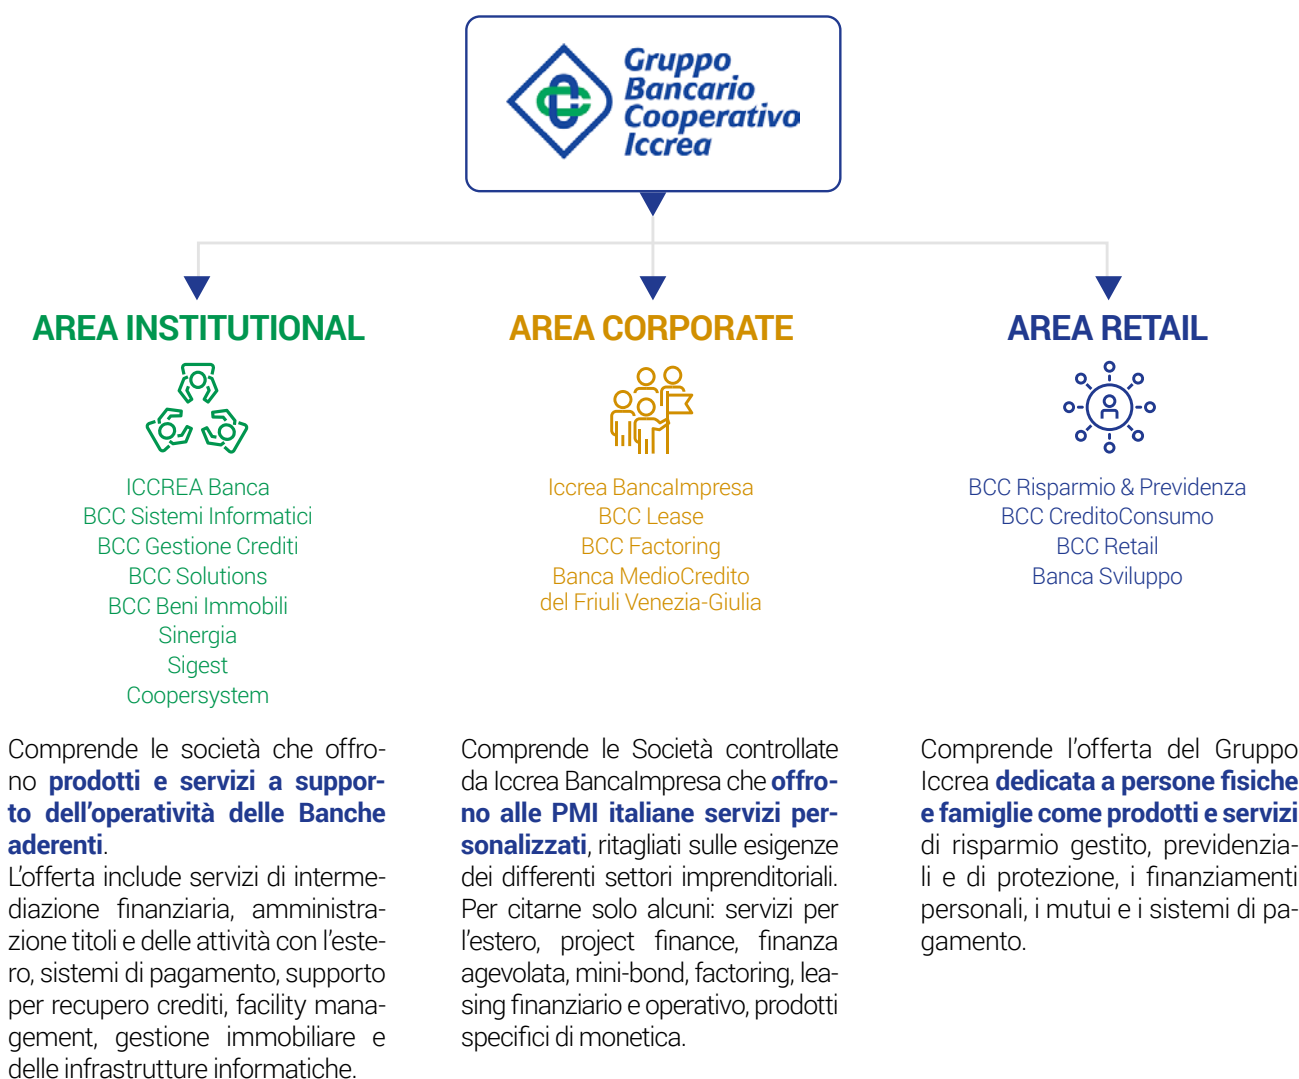 Gruppo
Bancario
Cooperativo
Iccrea
AREA INSTITUTIONAL
ICCREA Banca
BCC Sistemi Informatici
BCC Gestione Crediti
BCC Solutions
BCC Beni Immobili
Sinergia
Sigest
Coopersystem
Comprende le società che offro-
no prodotti e servizi a suppor-
to dell'operatività delle Banche
aderenti.
L'offerta include servizi di interme-
diazione finanziaria, amministra-
zione titoli e delle attività con l'este-
ro, sistemi di pagamento, supporto
per recupero crediti, facility mana-
gement, gestione immobiliare e
delle infrastrutture informatiche.
AREA CORPORATE
Iccrea BancaImpresa
BCC Lease
BCC Factoring
Banca MedioCredito
del Friuli Venezia-Giulia
Comprende le Società controllate
da Iccrea BancaImpresa che offro-
no alle PMI italiane servizi per-
sonalizzati, ritagliati sulle esigenze
dei differenti settori imprenditoriali.
Per citarne solo alcuni: servizi per
l'estero, project finance, finanza
agevolata, mini-bond, factoring, lea-
sing finanziario e operativo, prodotti
specifici di monetica.
AREA RETAIL
BCC Risparmio & Previdenza
BCC CreditoConsumo
BCC Retail
Banca Sviluppo
Comprende l'offerta del Gruppo
Iccrea dedicata a persone fisiche
e famiglie come prodotti e servizi
di risparmio gestito, previdenzia-
li e di protezione, i finanziamenti
personali, i mutui e i sistemi di pa-
gamento.